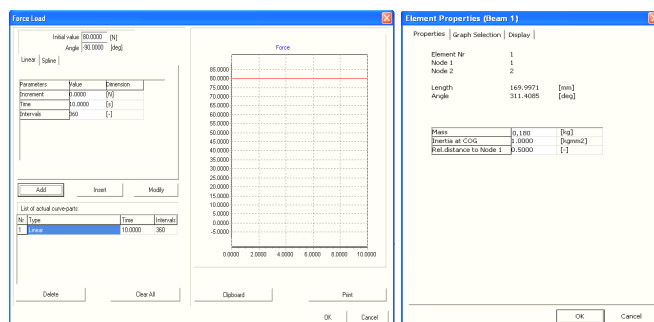 Force Load
Initial value 80.0000 [N]
Angle -90.0000 [deg]
Linear Spline
Parameters Value Dimension
Increment 0.0000 [N]
Time 10.0000 [s]
Intervals 360 [-]
Add Insert Modify
List of actual curve-parts:
Nr Type Time Intervals
1 Linear 10.0000 360
Delete Clear All
Force
85.0000
80.0000
75.0000
70.0000
65.0000
60.0000
55.0000
50.0000
45.0000
40.0000
35.0000
30.0000
25.0000
20.0000
15.0000
10.0000
5.0000
0.0000
-5.0000
0.0000 2.0000 4.0000 6.0000 8.0000 10.0000
Clipboard Print
OK Cancel
Element Properties (Beam 1)
Properties Graph Selection Display
Element Nr 1
Node 1 1
Node 2 2
Length 169.9971 [mm]
Angle 311.4085 [deg]
Mass 0,180 [kg]
Inertia at COG 1.0000 [kgmm2]
Rel.distance to Node 1 0.5000 [-]
OK Cancel